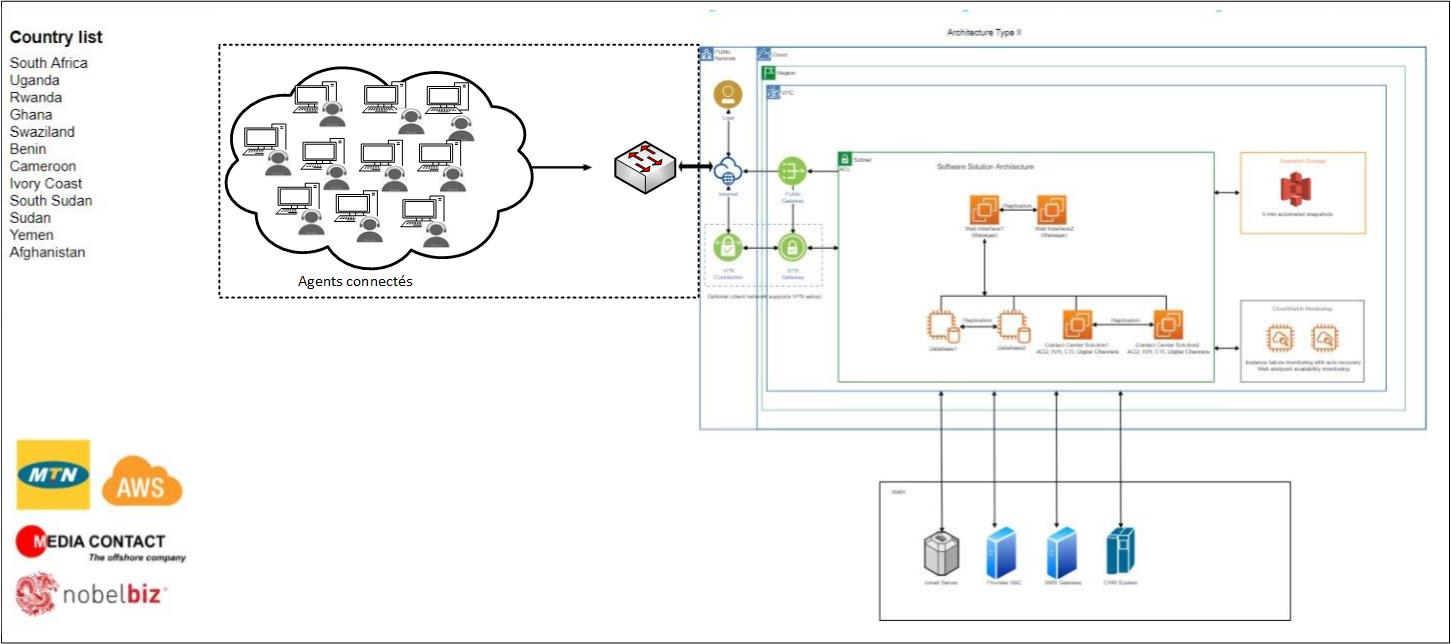 Architecture Type II
Country list
South Africa
Uganda
Rwanda
Ghana
Swaziland
Benin
Cameroon
Ivory Coast
South Sudan
Sudan
Yemen
Afghanistan
Agents connectés
Public
Network
Cloud
Region
VPC
User
Internet
Public
Gateway
VPN
Connection
VPN
Gateway
Optional (client network supports VPN setup)
Subnet
ACL
Software Solution Architecture
Replication
Web Interface1
(Manager)
Web Interface2
(Manager)
Replication
Database1
Database2
Replication
Contact Center Solution1
ACD, IVR, CTI, Digital Channels
Contact Center Solution2
ACD, IVR, CTI, Digital Channels
Snapshot Storage
automated snapshots
CloudWatch Monitoring
Instance failure monitoring with auto recovery
Web endpoint availability monitoring
Email Server
Provider SBC
SMS Gateway
CRM System
MTN
AWS
MEDIA CONTACT
The offshore company
nobelbiz